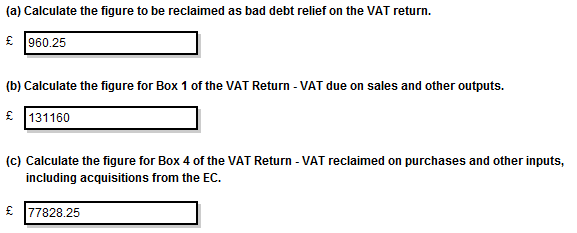 (a) Calculate the figure to be reclaimed as bad debt relief on the VAT return.
£ 960.25
(b) Calculate the figure for Box 1 of the VAT Return - VAT due on sales and other outputs.
£ 131160
(c) Calculate the figure for Box 4 of the VAT Return - VAT reclaimed on purchases and other inputs,
including acquisitions from the EC.
£ 77828.25